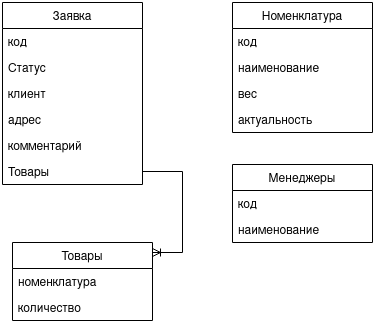 Заявка
код
Статус
клиент
адрес
комментарий
Товары
Номенклатура
код
наименование
вес
актуальность
Менеджеры
код
наименование
Товары
номенклатура
количество